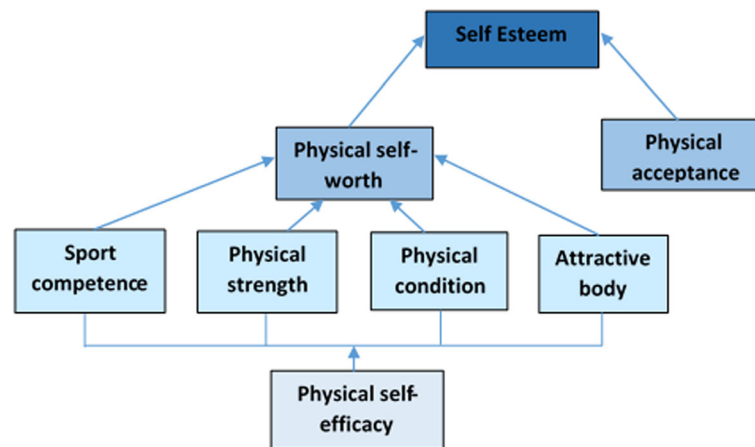 Self Esteem
Physical self-
worth
Physical
acceptance
Sport
competence
Physical
strength
Physical
condition
Attractive
body
Physical self-
efficacy